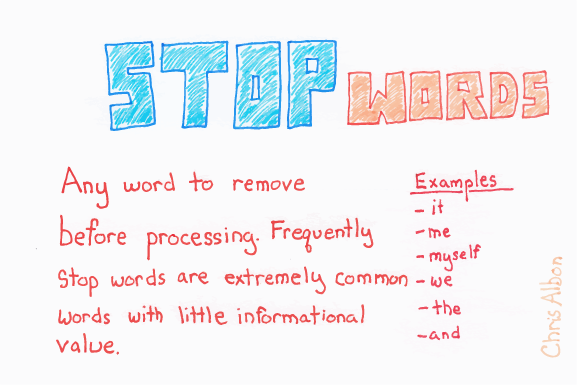 STOP WORDS
Any word to remove
before processing. Frequently
Stop words are extremely common
words with little informational
value.
Examples
- it
- me
- myself
- we
- the
- and
Chris Albon